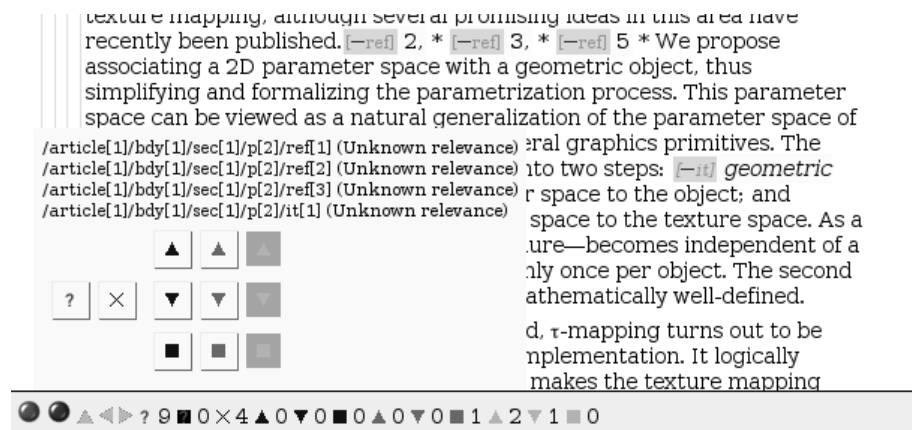 texture mapping, although several promising ideas in this area have
recently been published. [—ref] 2, * [—ref] 3, * [—ref] 5 * We propose
associating a 2D parameter space with a geometric object, thus
simplifying and formalizing the parametrization process. This parameter
space can be viewed as a natural generalization of the parameter space of
/article[1]/bdy[1]/sec[1]/p[2]/ref[1] (Unknown relevance) eral graphics primitives. The
/article[1]/bdy[1]/sec[1]/p[2]/ref[2] (Unknown relevance) nto two steps: [—it] geometric
/article[1]/bdy[1]/sec[1]/p[2]/ref[3] (Unknown relevance) r space to the object; and
/article[1]/bdy[1]/sec[1]/p[2]/it[1] (Unknown relevance) space to the texture space. As a
ure—becomes independent of a
nly once per object. The second
? × ▲ ▲ ▲ ▼ ▼ ▼ ■ ■ ■
athematically well-defined.
d, τ-mapping turns out to be
mplementation. It logically
makes the texture mapping
? 9 ? 0 × 4 ▲ 0 ▼ 0 ■ 0 ▲ 0 ▼ 0 ■ 1 ▲ 2 ▼ 1 ■ 0